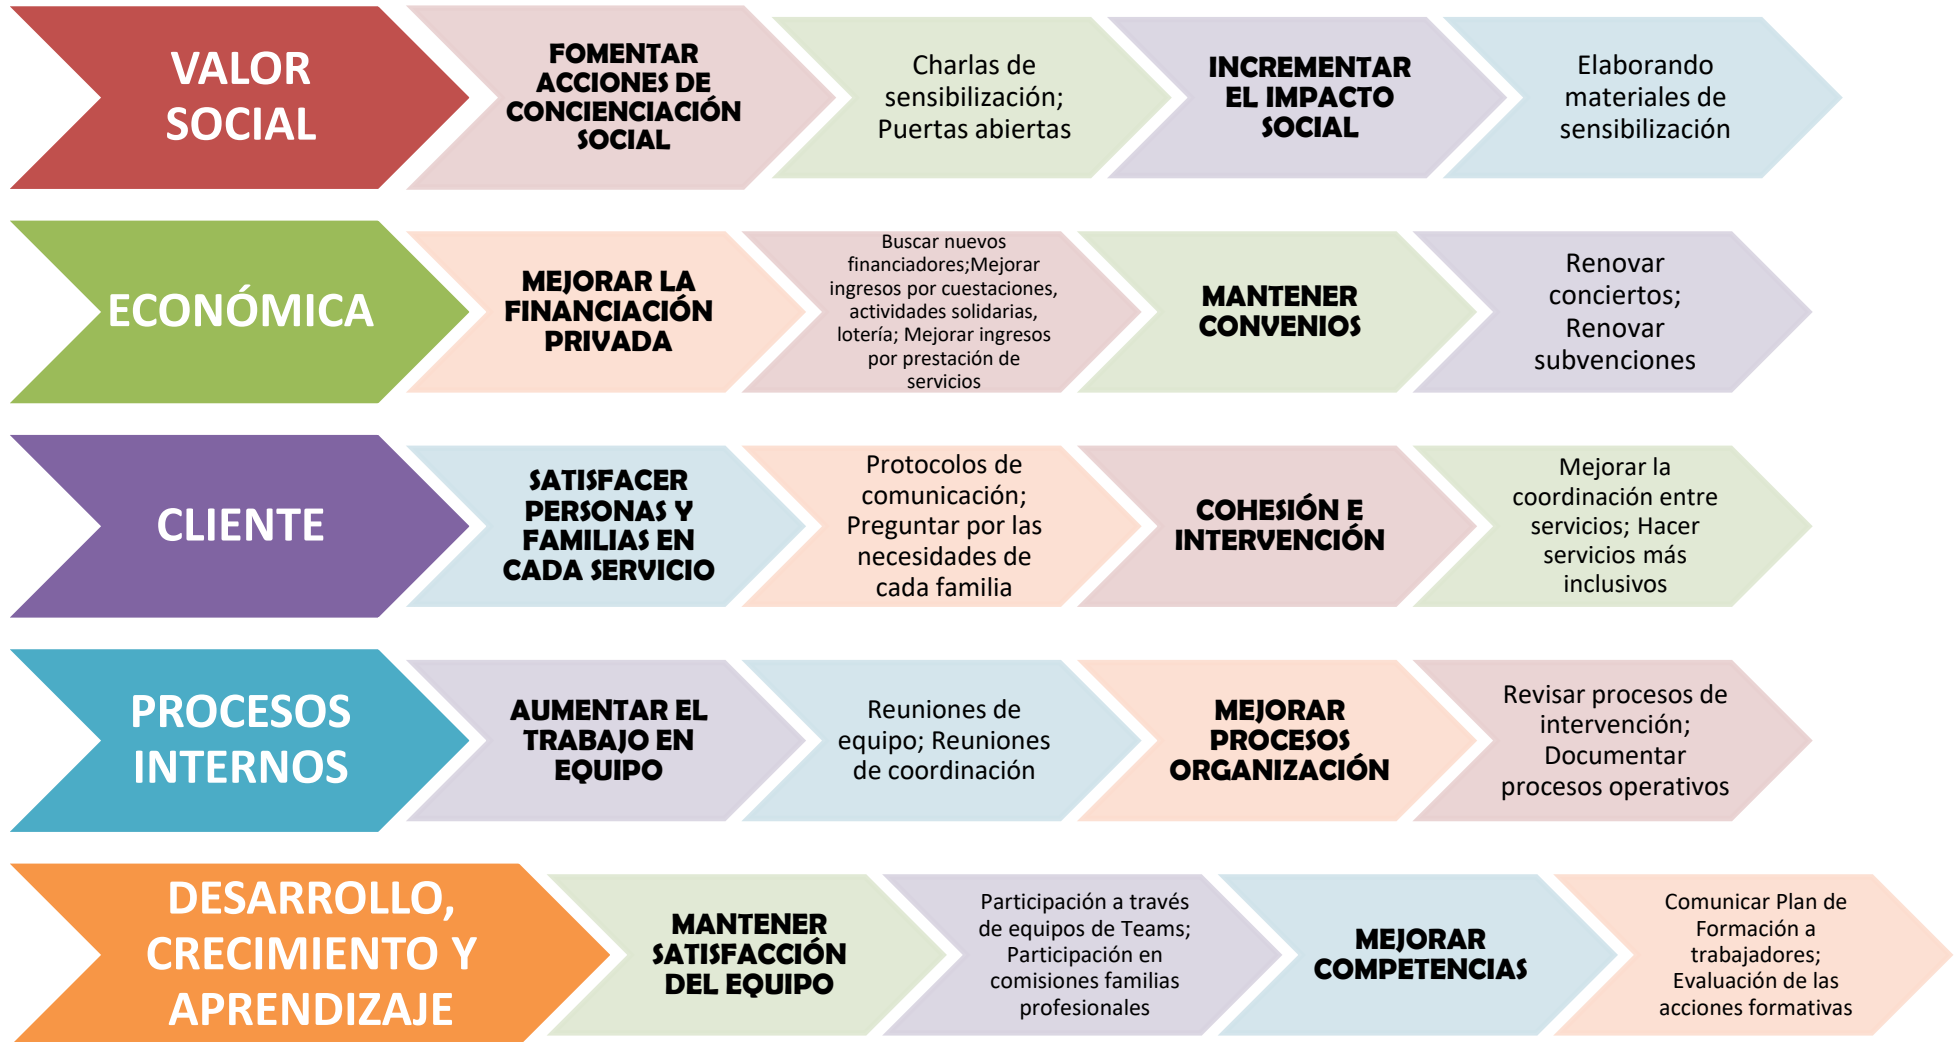 VALOR
SOCIAL
FOMENTAR
ACCIONES DE
CONCIENCIACIÓN
SOCIAL
Charlas de
sensibilización;
Puertas abiertas
INCREMENTAR
EL IMPACTO
SOCIAL
Elaborando
materiales de
sensibilización
ECONÓMICA
MEJORAR LA
FINANCIACIÓN
PRIVADA
Buscar nuevos
financiadores;Mejorar
ingresos por cuestaciones,
actividades solidarias,
lotería; Mejorar ingresos
por prestación de
servicios
MANTENER
CONVENIOS
Renovar
conciertos;
Renovar
subvenciones
CLIENTE
SATISFACER
PERSONAS Y
FAMILIAS EN
CADA SERVICIO
Protocolos de
comunicación;
Preguntar por las
necesidades de
cada familia
COHESIÓN E
INTERVENCIÓN
Mejorar la
coordinación entre
servicios; Hacer
servicios más
inclusivos
PROCESOS
INTERNOS
AUMENTAR EL
TRABAJO EN
EQUIPO
Reuniones de
equipo; Reuniones
de coordinación
MEJORAR
PROCESOS
ORGANIZACIÓN
Revisar procesos de
intervención;
Documentar
procesos operativos
DESARROLLO,
CRECIMIENTO Y
APRENDIZAJE
MANTENER
SATISFACCIÓN
DEL EQUIPO
Participación a través
de equipos de Teams;
Participación en
comisiones familias
profesionales
MEJORAR
COMPETENCIAS
Comunicar Plan de
Formación a
trabajadores;
Evaluación de las
acciones formativas